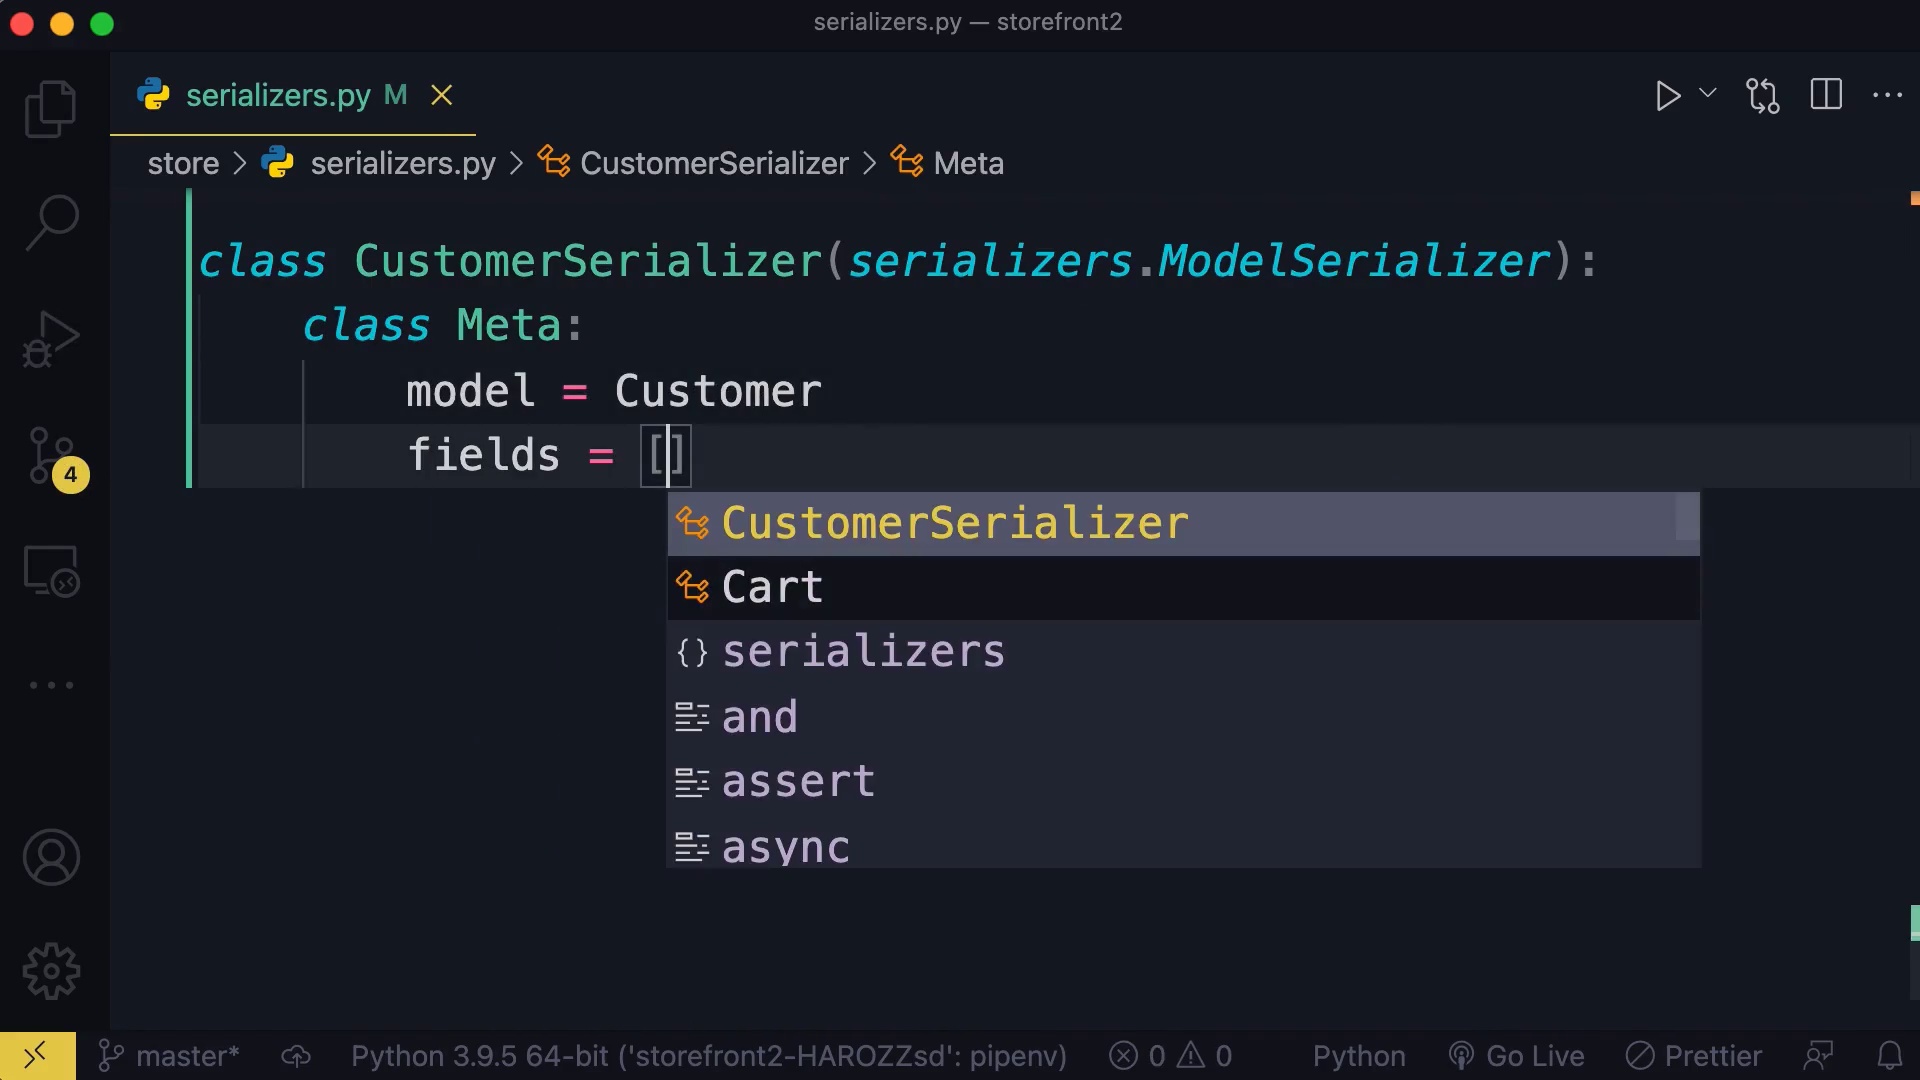 serializers.py — storefront2
serializers.py M
store > serializers.py > CustomerSerializer > Meta
class CustomerSerializer(serializers.ModelSerializer):
class Meta:
model = Customer
fields = []
CustomerSerializer
Cart
{} serializers
and
assert
async
4
master* Python 3.9.5 64-bit ('storefront2-HAROZZsd': pipenv) 0 0 Python Go Live Prettier